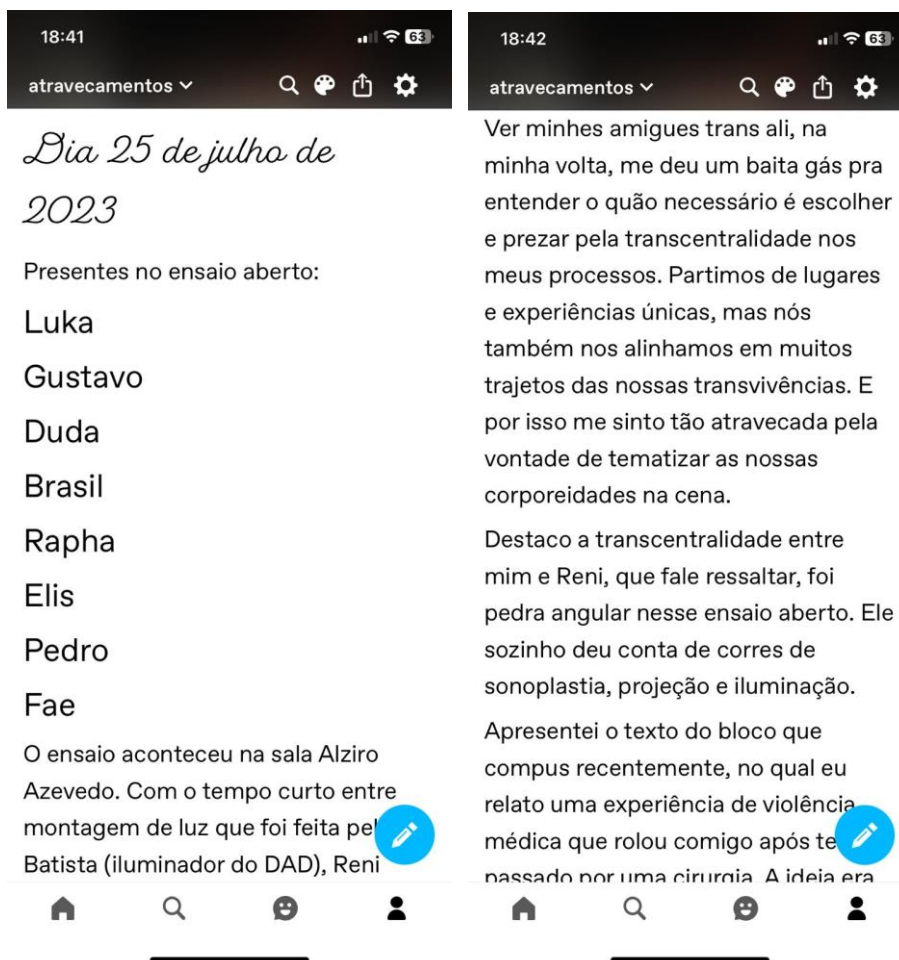 18:41
63
atravecamentos
Dia 25 de julho de
2023
Presentes no ensaio aberto:
Luka
Gustavo
Duda
Brasil
Rapha
Elis
Pedro
Fae
O ensaio aconteceu na sala Alziro
Azevedo. Com o tempo curto entre
montagem de luz que foi feita
Batista (iluminador do DAD), Reni
18:42
63
atravecamentos
Ver minhes amigues trans ali, na
minha volta, me deu um baita gás pra
entender o quão necessário é escolher
e prezar pela transcentralidade nos
meus processos. Partimos de lugares
e experiências únicas, mas nós
também nos alinhamos em muitos
trajetos das nossas transvivências. E
por isso me sinto tão atravecada pela
vontade de tematizar as nossas
corporeidades na cena.
Destaco a transcentralidade entre
mim e Reni, que fale ressaltar, foi
pedra angular nesse ensaio aberto. Ele
sozinho deu conta de corres de
sonoplastia, projeção e iluminação.
Apresentei o texto do bloco que
compus recentemente, no qual eu
relato uma experiência de violência
médica que rolou comigo após
passado por uma cirurgia. A ideia era